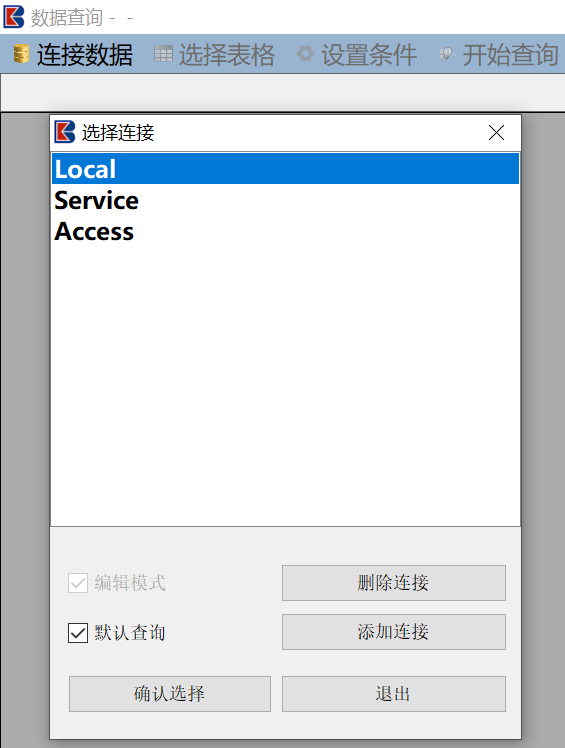 数据查询 - -
连接数据 选择表格 设置条件 开始查询
选择连接
Local
Service
Access
编辑模式 删除连接
默认查询 添加连接
确认选择 退出